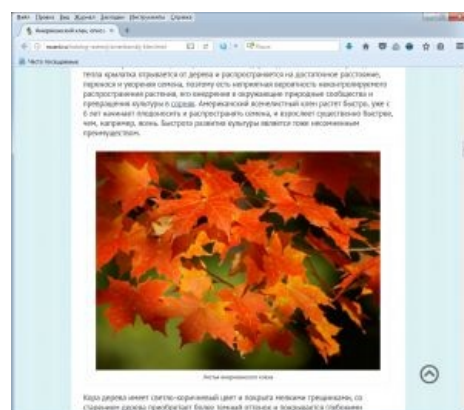 Файл Правка Вид Журнал Закладки Инструменты Справка
Американский клен, описа
Часто посещаемые
тепла крылатка отрывается от дерева и распространяется на достаточное расстояние,
перенося и укореняя семена, поэтому есть неприятная вероятность неконтролируемого
распространения растения, его внедрения в окружающие природные сообщества и
превращения культуры в сорняк. Американский ясенелистный клен растет быстро, уже с
6 лет начинает плодоносить и распространять семена, и взрослеет существенно быстрее,
чем, например, ясень. Быстрота развития культуры является тоже несомненным
преимуществом.
Листья американского клена
Кора дерева имеет светло-коричневый цвет и покрыта мелкими трещинками, со
старением дерева приобретает более темный оттенок и покрывается глубокими